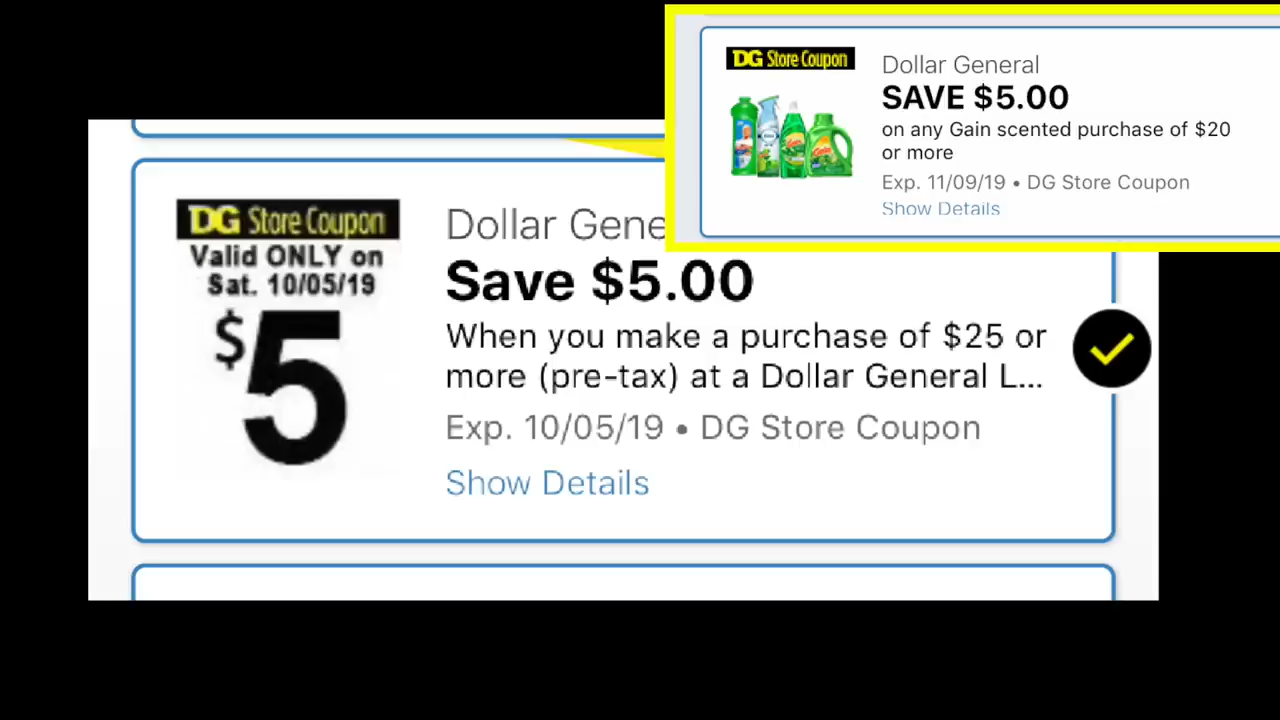 DG Store Coupon
Dollar General
SAVE $5.00
on any Gain scented purchase of $20
or more
Exp. 11/09/19 • DG Store Coupon
Show Details
DG Store Coupon
Valid ONLY on
Sat. 10/05/19
$5
Dollar Gene
Save $5.00
When you make a purchase of $25 or
more (pre-tax) at a Dollar General L...
Exp. 10/05/19 • DG Store Coupon
Show Details